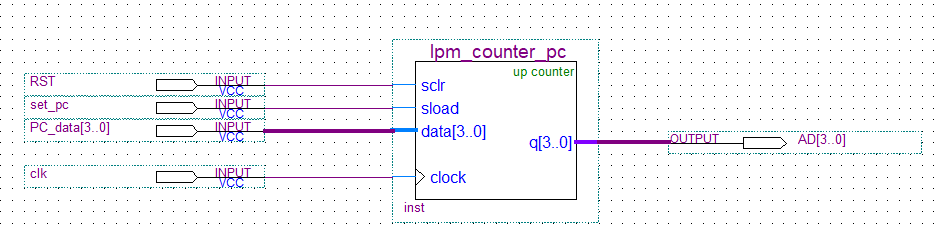 lpm_counter_pc
up counter
RST INPUT VCC sclr
set_pc INPUT VCC sload
PC_data[3..0] INPUT VCC data[3..0]
q[3..0] OUTPUT AD[3..0]
clk INPUT VCC clock
inst